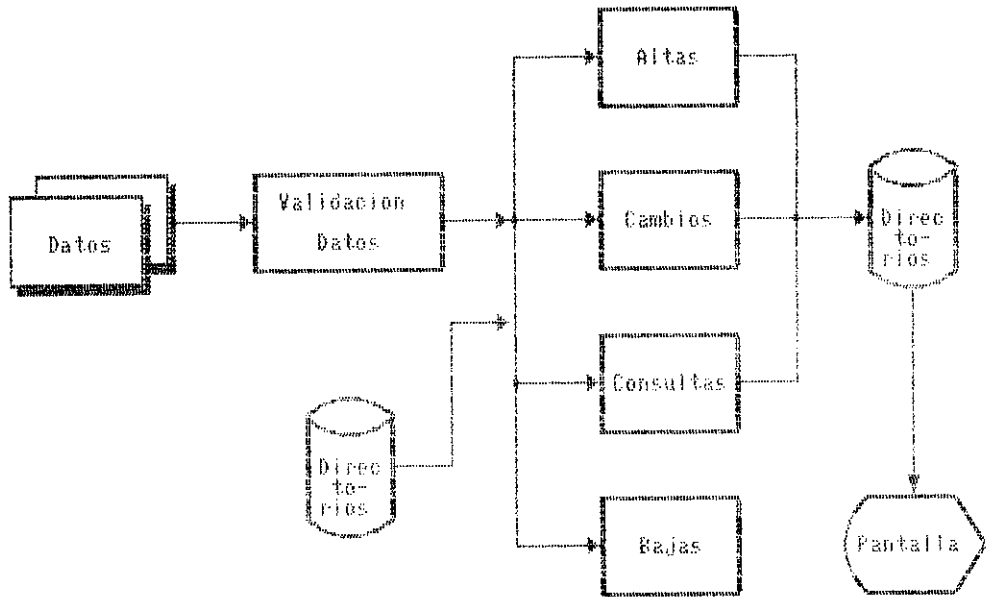 Altas
Datos
Validacion
Datos
Cambios
Direc
to-
rios
Consultas
Direc
to-
rios
Bajas
Pantalla